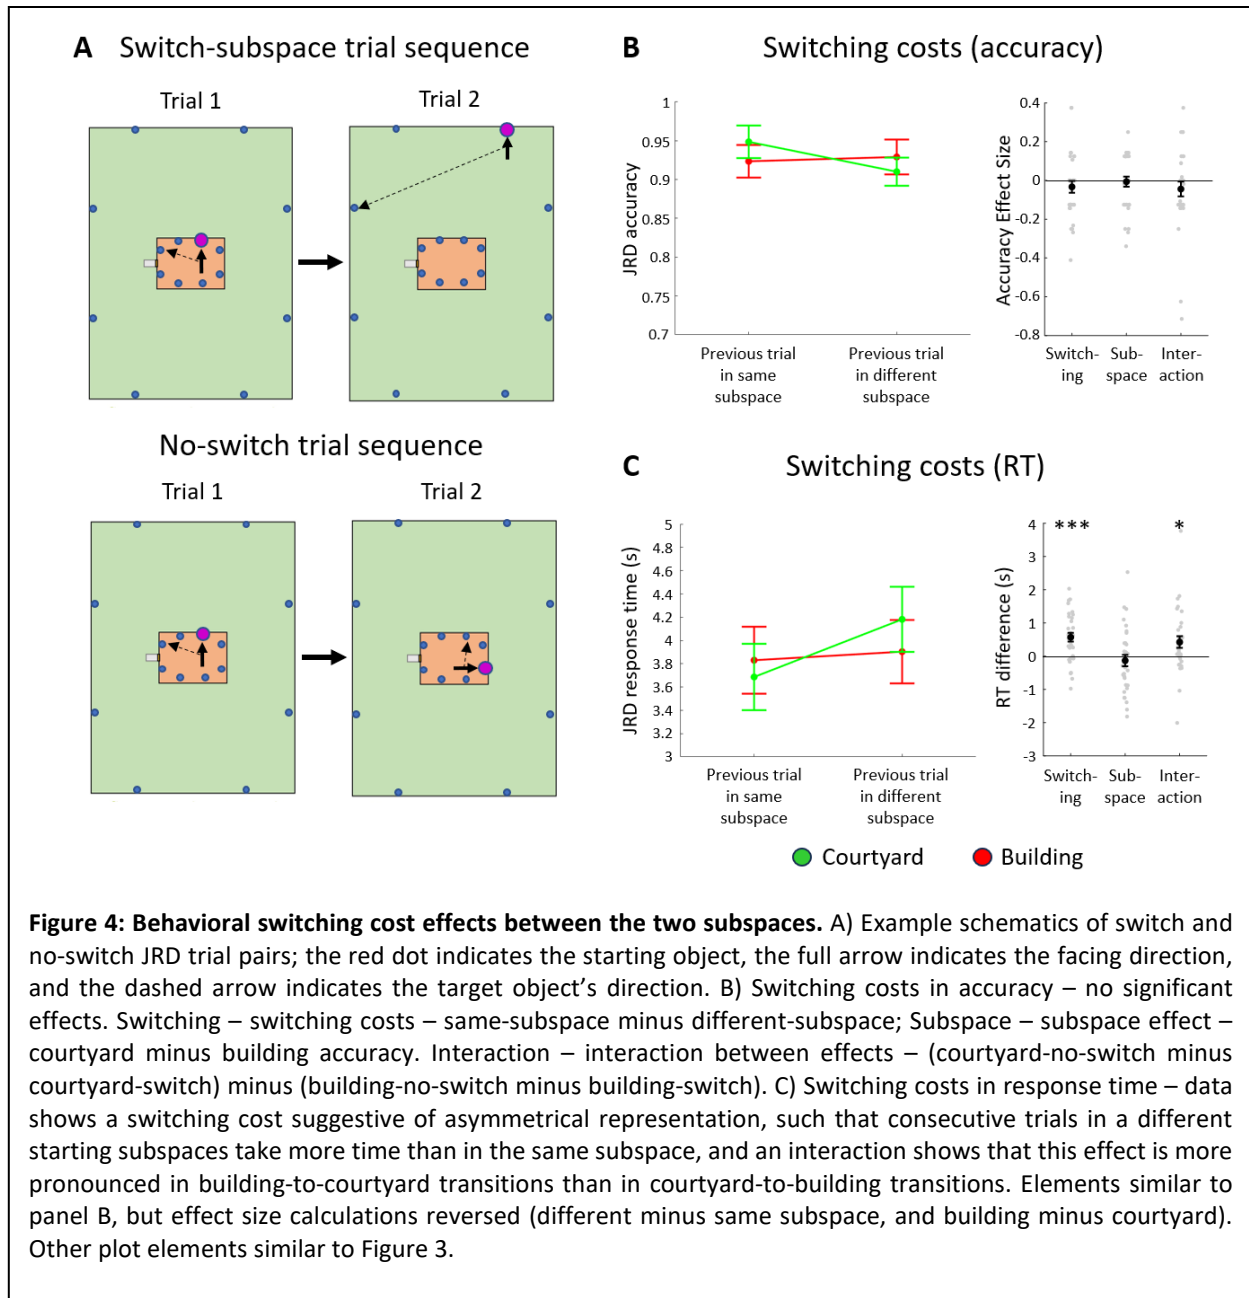 A Switch-subspace trial sequence
Trial 1
Trial 2
No-switch trial sequence
Trial 1
Trial 2
B Switching costs (accuracy)
JRD accuracy
1
0.95
0.9
0.85
0.8
0.75
0.7
Previous trial
in same
subspace
Previous trial
in different
subspace
Accuracy Effect Size
0.4
0.2
0
-0.2
-0.4
-0.6
-0.8
Switch-
ing
Sub-
space
Inter-
action
C Switching costs (RT)
JRD response time (s)
5
4.8
4.6
4.4
4.2
4
3.8
3.6
3.4
3.2
3
Previous trial
in same
subspace
Previous trial
in different
subspace
RT difference (s)
4
3
2
1
0
-1
-2
-3
*** *
Switch-
ing
Sub-
space
Inter-
action
Courtyard Building
Figure 4: Behavioral switching cost effects between the two subspaces. A) Example schematics of switch and
no-switch JRD trial pairs; the red dot indicates the starting object, the full arrow indicates the facing direction,
and the dashed arrow indicates the target object's direction. B) Switching costs in accuracy – no significant
effects. Switching – switching costs – same-subspace minus different-subspace; Subspace – subspace effect –
courtyard minus building accuracy. Interaction – interaction between effects – (courtyard-no-switch minus
courtyard-switch) minus (building-no-switch minus building-switch). C) Switching costs in response time – data
shows a switching cost suggestive of asymmetrical representation, such that consecutive trials in a different
starting subspaces take more time than in the same subspace, and an interaction shows that this effect is more
pronounced in building-to-courtyard transitions than in courtyard-to-building transitions. Elements similar to
panel B, but effect size calculations reversed (different minus same subspace, and building minus courtyard).
Other plot elements similar to Figure 3.